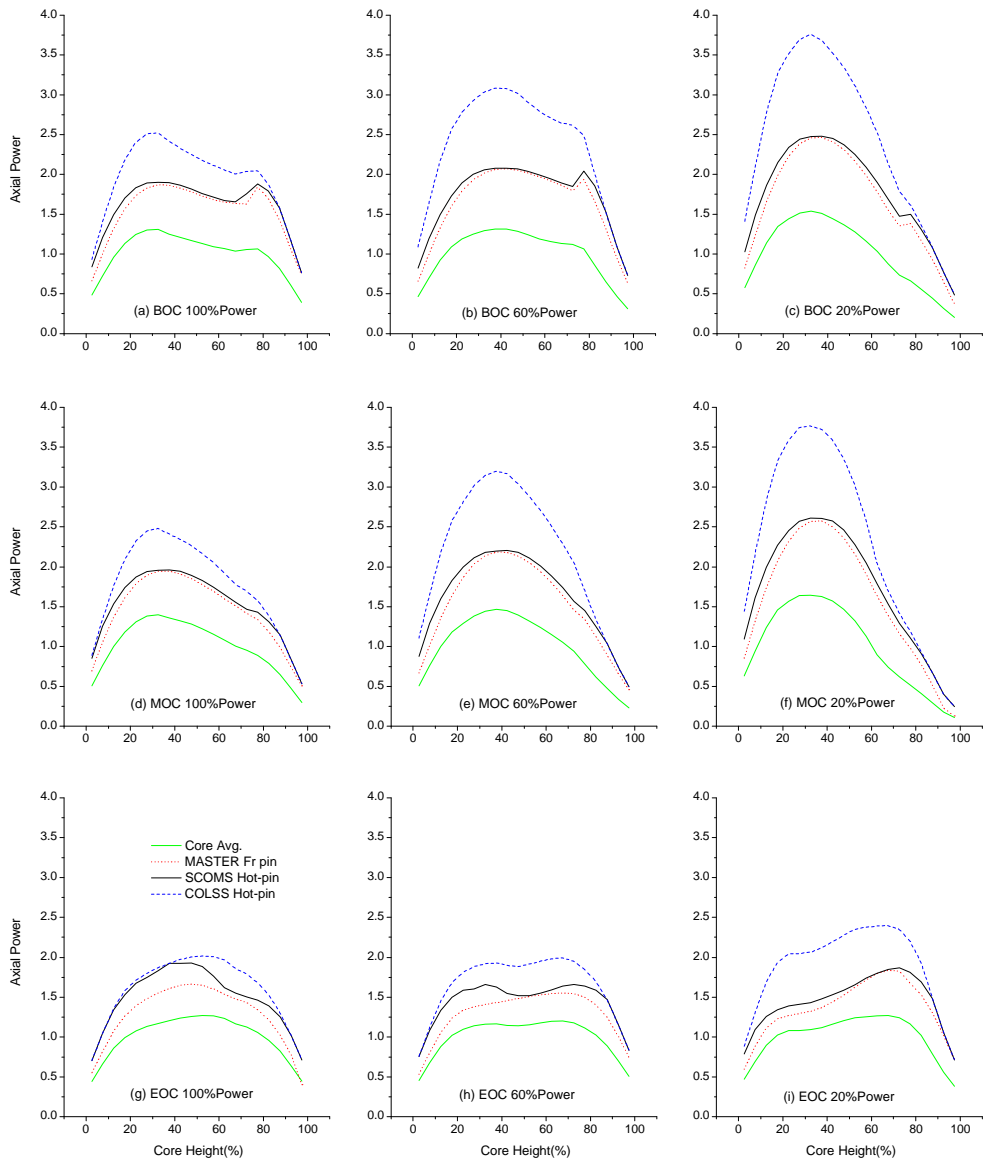 4.0 4.0 4.0
3.5 3.5 3.5
3.0 3.0 3.0
2.5 2.5 2.5
Axial Power
2.0 2.0 2.0
1.5 1.5 1.5
1.0 1.0 1.0
0.5 0.5 0.5
(a) BOC 100%Power (b) BOC 60%Power (c) BOC 20%Power
0.0 0.0 0.0
0 20 40 60 80 100 0 20 40 60 80 100 0 20 40 60 80 100
4.0 4.0 4.0
3.5 3.5 3.5
3.0 3.0 3.0
2.5 2.5 2.5
Axial Power
2.0 2.0 2.0
1.5 1.5 1.5
1.0 1.0 1.0
0.5 0.5 0.5
(d) MOC 100%Power (e) MOC 60%Power (f) MOC 20%Power
0.0 0.0 0.0
0 20 40 60 80 100 0 20 40 60 80 100 0 20 40 60 80 100
4.0 4.0 4.0
3.5 3.5 3.5
Core Avg.
MASTER Fr pin
3.0 3.0 3.0
SCOMS Hot-pin
COLSS Hot-pin
2.5 2.5 2.5
Axial Power
2.0 2.0 2.0
1.5 1.5 1.5
1.0 1.0 1.0
0.5 0.5 0.5
(g) EOC 100%Power (h) EOC 60%Power (i) EOC 20%Power
0.0 0.0 0.0
0 20 40 60 80 100 0 20 40 60 80 100 0 20 40 60 80 100
Core Height(%) Core Height(%) Core Height(%)